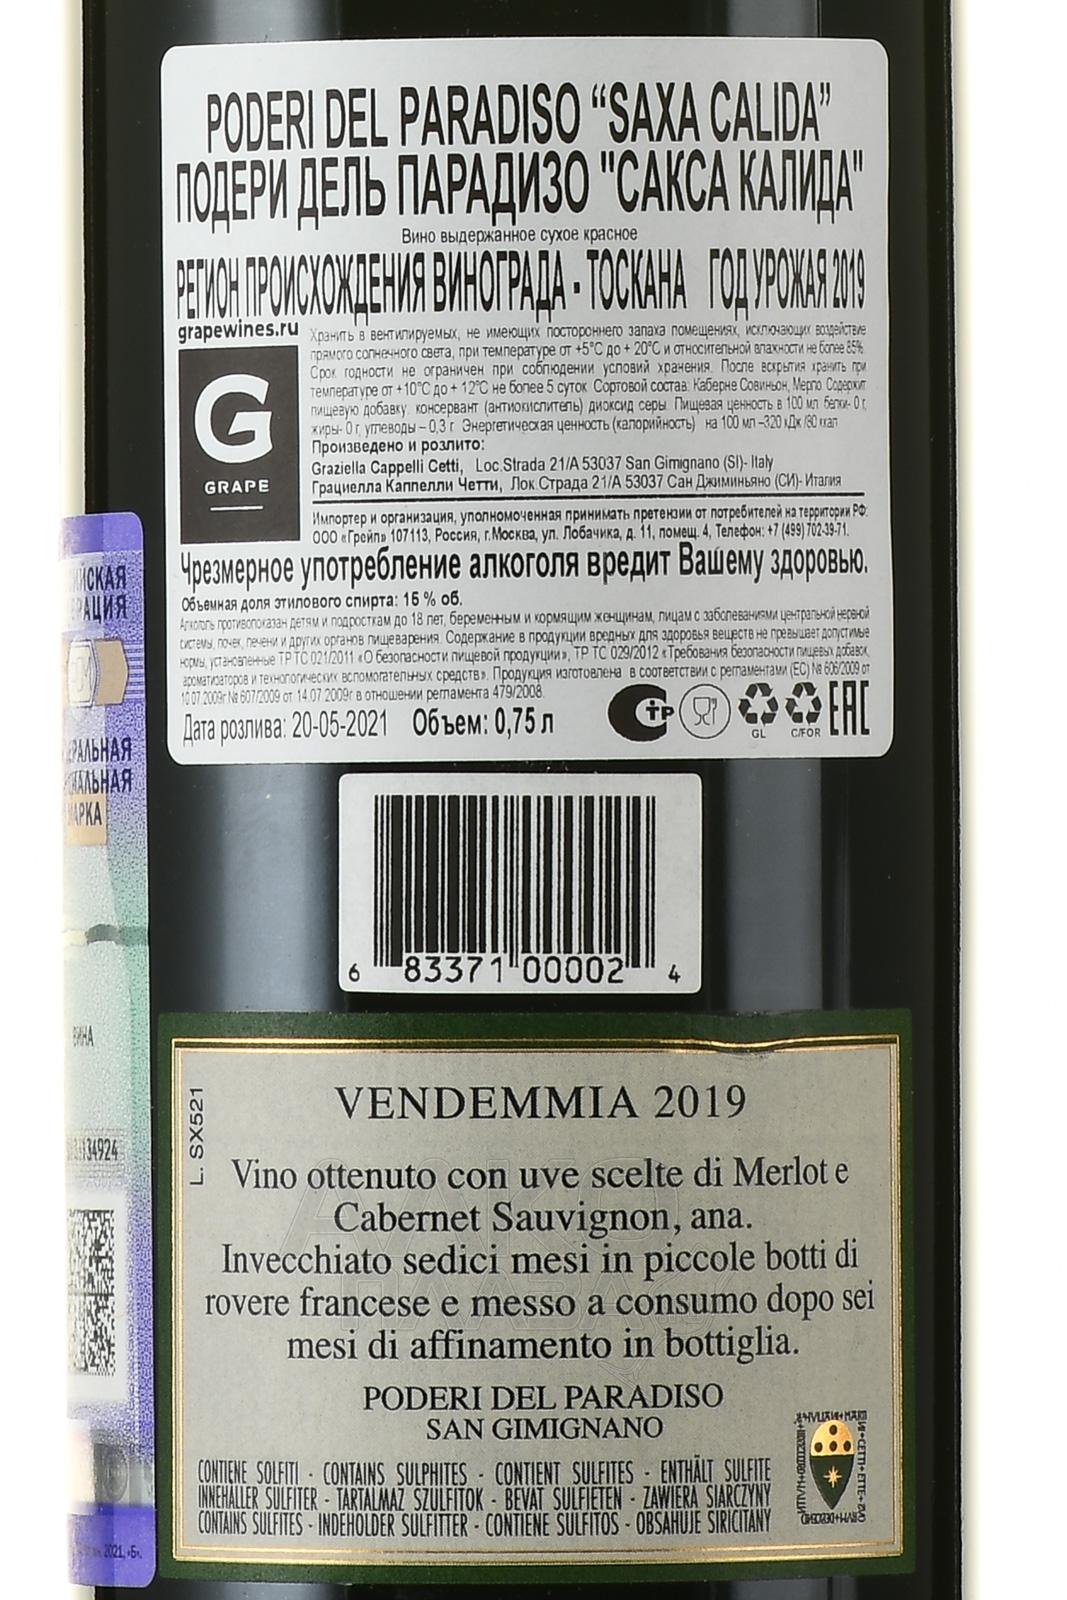 PODERI DEL PARADISO “SAXA CALIDA”
ПОДЕРИ ДЕЛЬ ПАРАДИЗО "САКСА КАЛИДА"
Вино выдержанное сухое красное
РЕГИОН ПРОИСХОЖДЕНИЯ ВИНОГРАДА - ТОСКАНА ГОД УРОЖАЯ 2019
grapewines.ru
Хранить в вентилируемых, не имеющих постороннего запаха помещениях, исключающих воздействие
прямого солнечного света, при температуре от +5°С до + 20°С и относительной влажности не более 85%.
Срок годности не ограничен при соблюдении условий хранения. После вскрытия хранить при
температуре от +10°С до + 12°С не более 5 суток. Сортовой состав: Каберне Совиньон, Мерло. Содержит
пищевую добавку: консервант (антиокислитель) диоксид серы. Пищевая ценность в 100 мл: белки- 0 г,
жиры- 0 г, углеводы – 0,3 г. Энергетическая ценность (калорийность) на 100 мл –320 кДж /80 ккал
G
GRAPE
Произведено и розлито:
Graziella Cappelli Cetti, Loc.Strada 21/A 53037 San Gimignano (SI)- Italy
Грациелла Каппелли Четти, Лок.Страда 21/А 53037 Сан Джиминьяно (СИ)- Италия
Импортер и организация, уполномоченная принимать претензии от потребителей на территории РФ:
ООО «Грейп» 107113, Россия, г.Москва, ул. Лобачика, д. 11, помещ. 4, Телефон: +7 (499) 702-39-71.
Чрезмерное употребление алкоголя вредит Вашему здоровью.
Объемная доля этилового спирта: 15 % об.
Алкоголь противопоказан детям и подросткам до 18 лет, беременным и кормящим женщинам, лицам с заболеваниями центральной нервной
системы, почек, печени и других органов пищеварения. Содержание в продукции вредных для здоровья веществ не превышает допустимые
нормы, установленные ТР ТС 021/2011 «О безопасности пищевой продукции», ТР ТС 029/2012 «Требования безопасности пищевых добавок,
ароматизаторов и технологических вспомогательных средств». Продукция изготовлена в соответствии с регламентами (ЕС) № 606/2009 от
10.07.2009г № 607/2009 от 14.07.2009г в отношении регламента 479/2008.
Дата розлива: 20-05-2021 Объем: 0,75 л
GL
C/FOR
EAC
6 83371 00002 4
ВИНА
134924
VENDEMMIA 2019
L. SX521
Vino ottenuto con uve scelte di Merlot e
Cabernet Sauvignon, ana.
Invecchiato sedici mesi in piccole botti di
rovere francese e messo a consumo dopo sei
mesi di affinamento in bottiglia.
PODERI DEL PARADISO
SAN GIMIGNANO
CONTIENE SOLFITI - CONTAINS SULPHITES - CONTIENT SULFITES - ENTHÄLT SULFITE
INNEHALLER SULFITER - TARTALMAZ SZULFITOK - BEVAT SULFIETEN - ZAWIERA SIARCZYNY
CONTAINS SULFITES - INDEHOLDER SULFITTER - CONTIENE SULFITOS - OBSAHUJE SIRICITANY